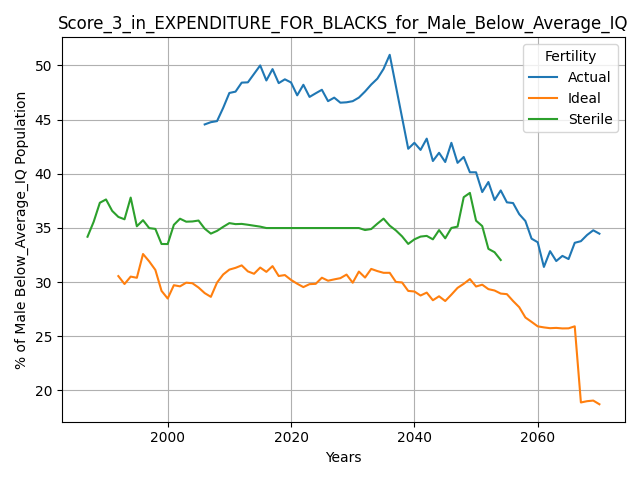 Score_3_in_EXPENDITURE_FOR_BLACKS_for_Male_Below_Average_IQ
Fertility
Actual
Ideal
Sterile
% of Male Below_Average_IQ Population
50
45
40
35
30
25
20
2000
2020
2040
2060
Years